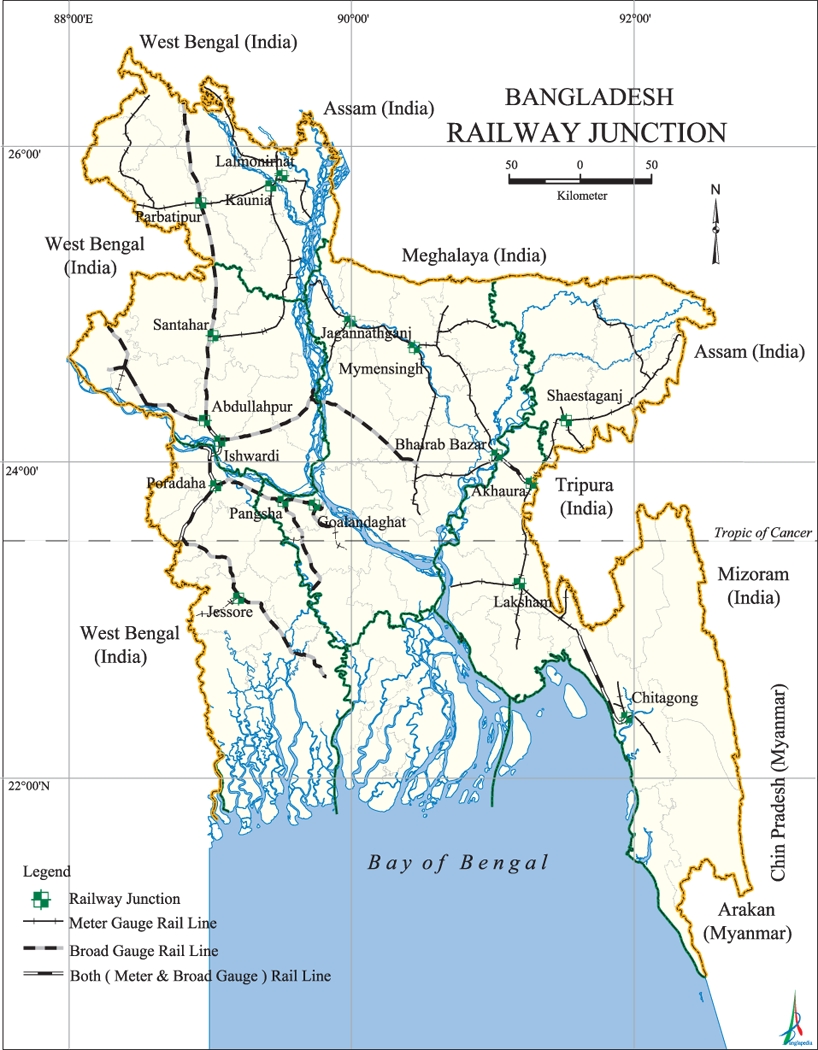 88°00'E
90°00'
92°00'
West Bengal (India)
Assam (India)
BANGLADESH
RAILWAY JUNCTION
26°00'
50
0
50
Kilometer
N
Lalmonirhat
Kaunia
Parbatipur
West Bengal
(India)
Meghalaya (India)
Santahar
Jagannathganj
Mymensingh
Assam (India)
Shaestaganj
Abdullahpur
Bhairab Bazar
Ishwardi
24°00'
Poradaha
Akhaura
Tripura
(India)
Pangsha
Goalandaghat
Tropic of Cancer
Mizoram
(India)
Jessore
Laksham
West Bengal
(India)
Chitagong
Chin Pradesh (Myanmar)
22°00'N
Bay of Bengal
Legend
Railway Junction
Meter Gauge Rail Line
Broad Gauge Rail Line
Both ( Meter & Broad Gauge ) Rail Line
Arakan
(Myanmar)